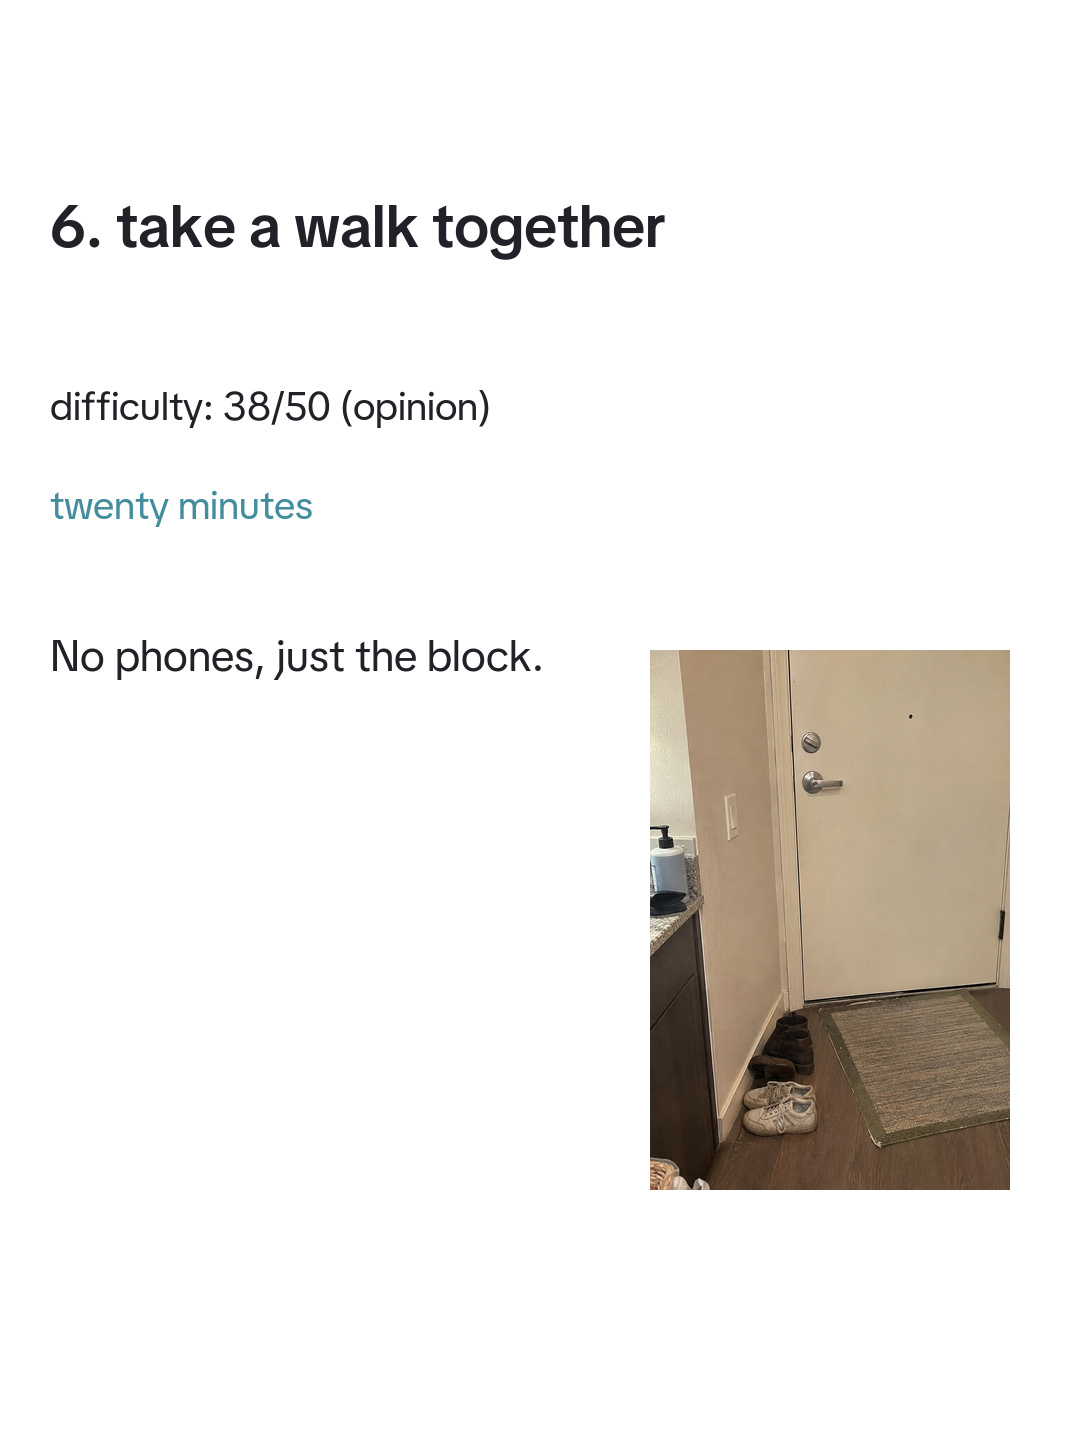 6. take a walk together
difficulty: 38/50 (opinion)
twenty minutes
No phones, just the block.